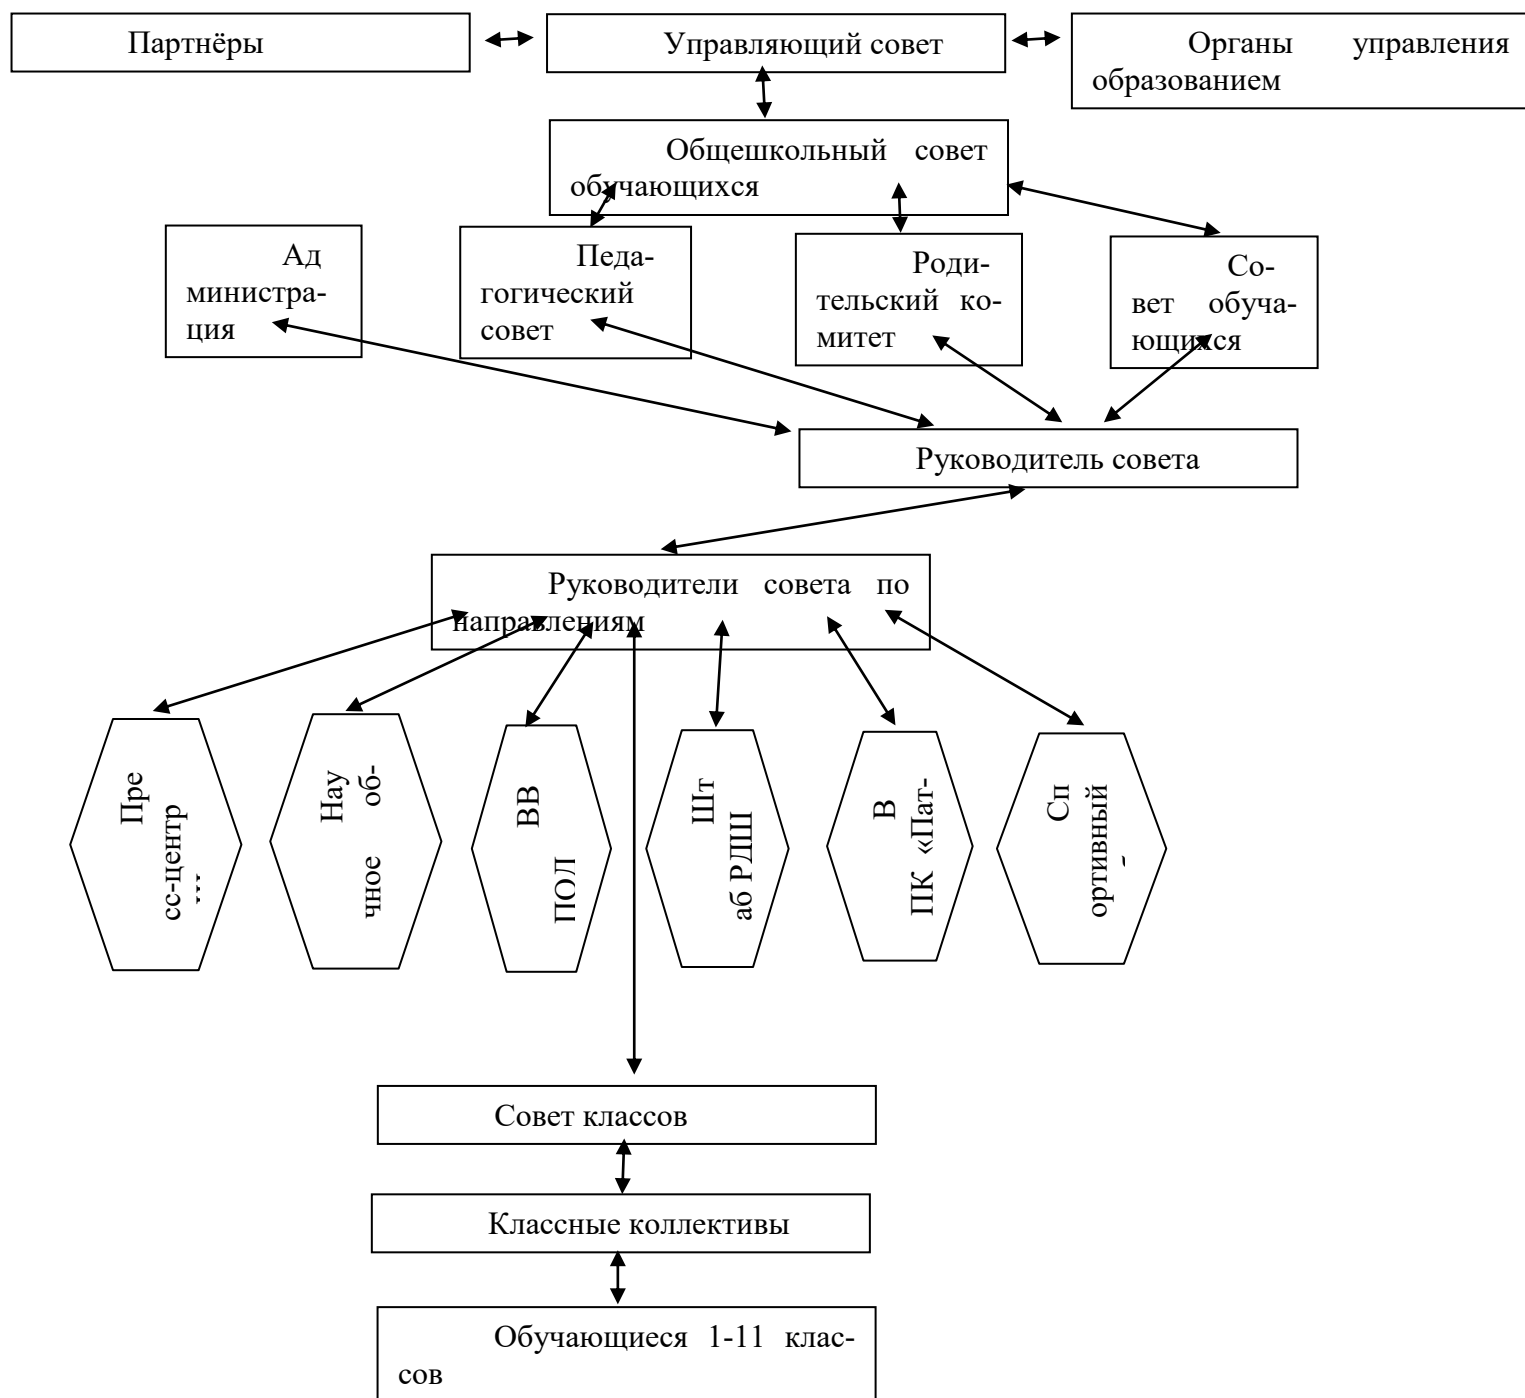 Партнёры
Управляющий совет
Органы управления
образованием
Общешкольный совет
обучающихся
Ад
министра-
ция
Педа-
гогический
совет
Роди-
тельский ко-
митет
Со-
вет обуча-
ющихся
Руководитель совета
Руководители совета по
направлениям
Пре
сс-центр
Нау
чное об-
ВВ
ПОЛ
Шт
аб РДШ
В
ПК «Пат-
Сп
ортивный
Совет классов
Классные коллективы
Обучающиеся 1-11 клас-
сов